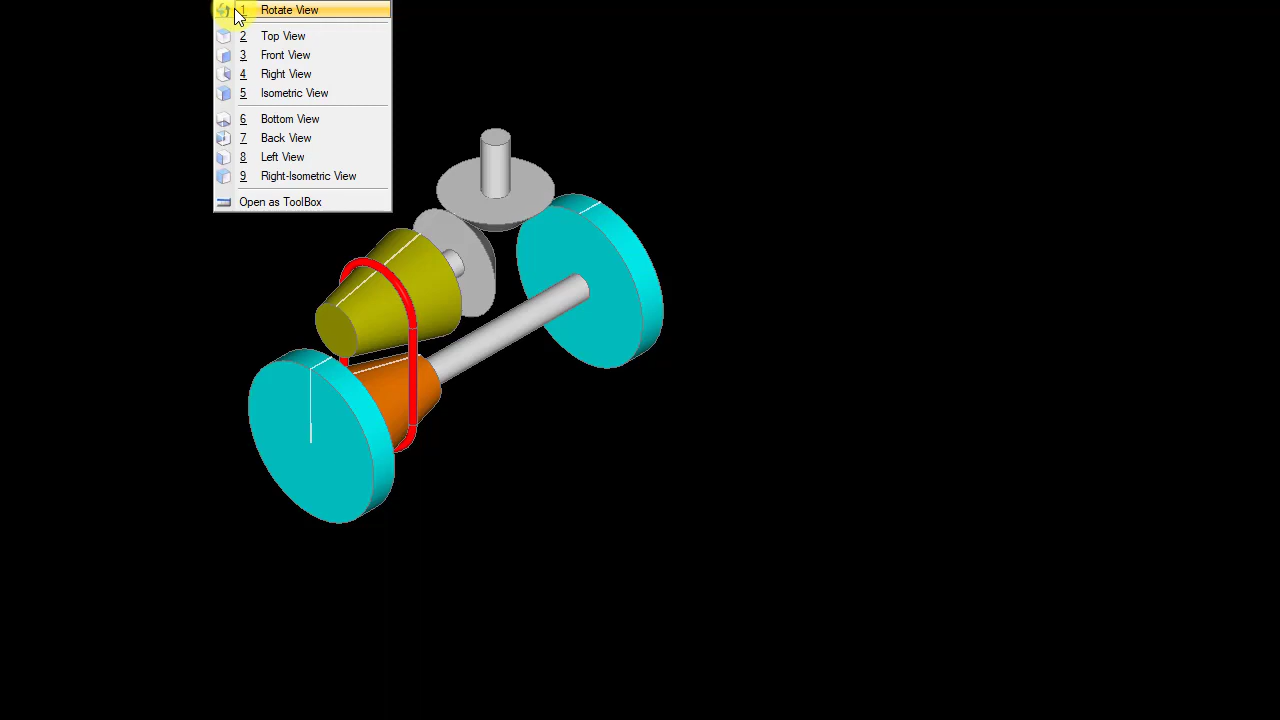 1 Rotate View
2 Top View
3 Front View
4 Right View
5 Isometric View
6 Bottom View
7 Back View
8 Left View
9 Right-Isometric View
Open as ToolBox